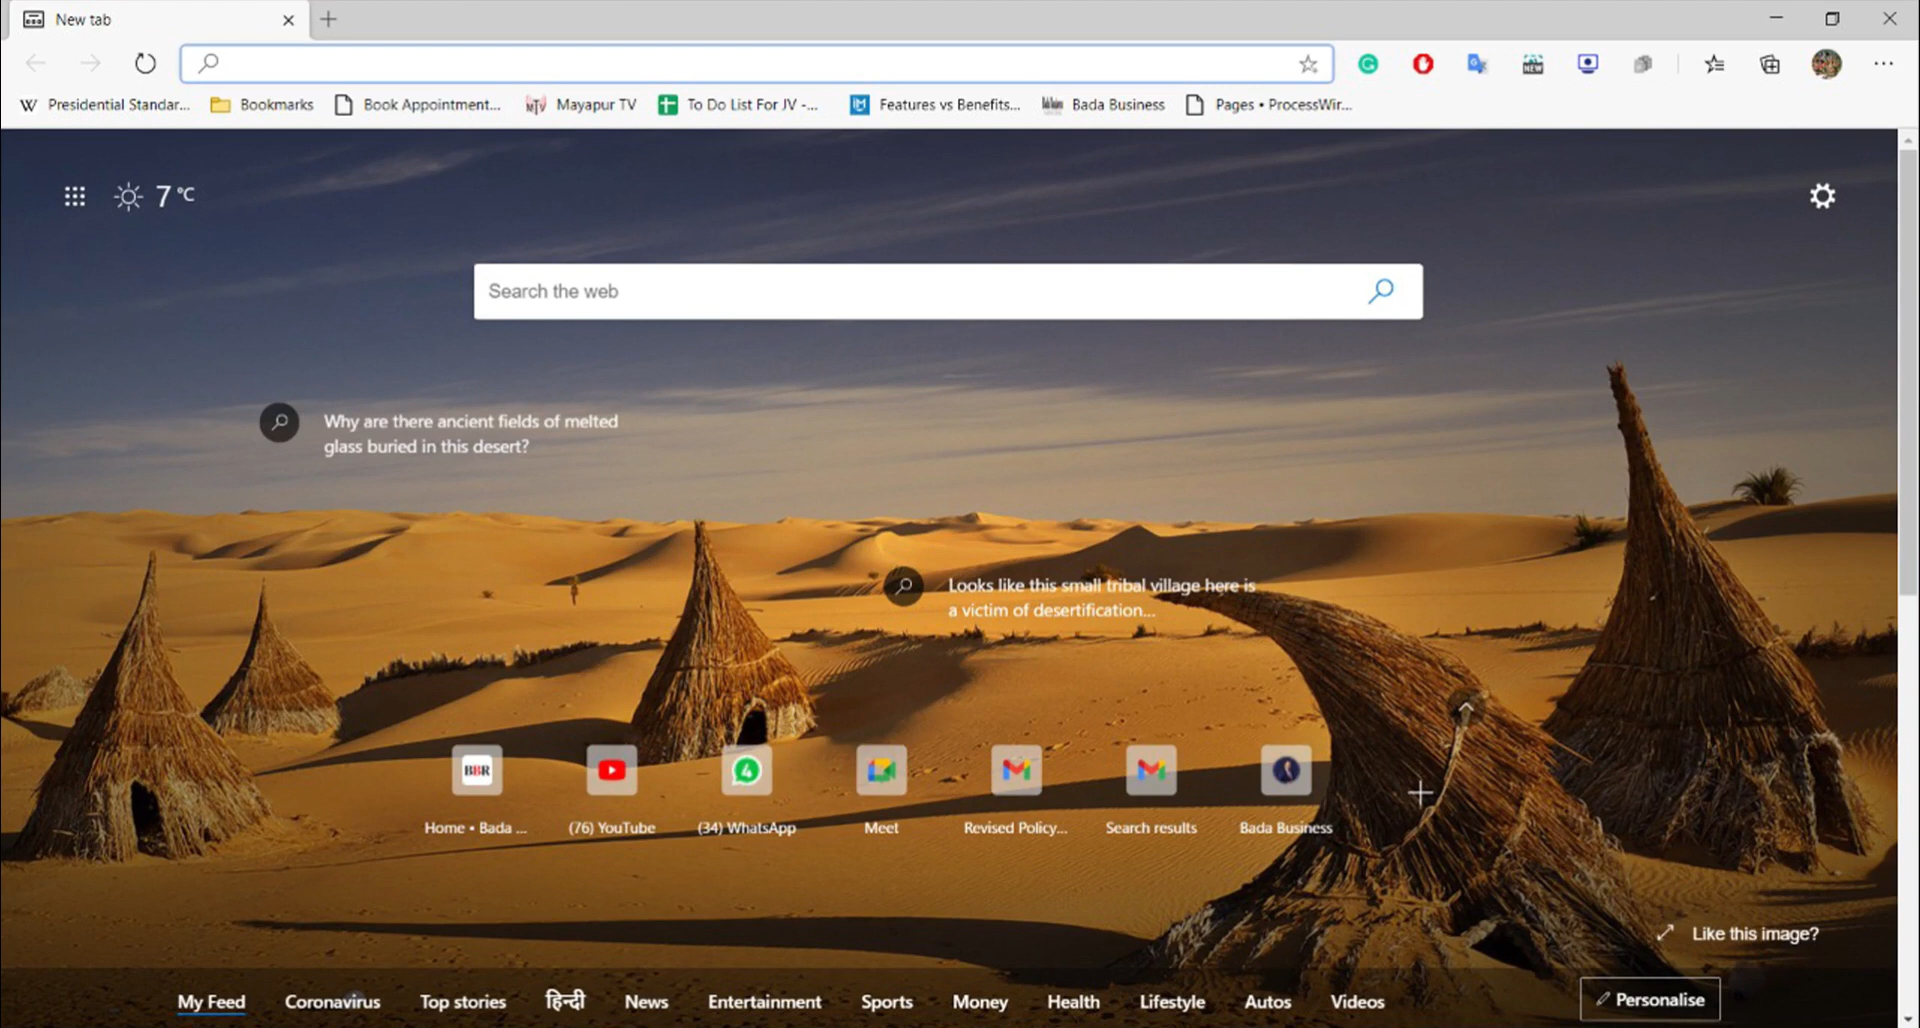 New tab
Presidential Standar...
Bookmarks
Book Appointment...
Mayapur TV
To Do List For JV -...
Features vs Benefits...
Bada Business
Pages • ProcessWir...
7 °C
Search the web
Why are there ancient fields of melted
glass buried in this desert?
Looks like this small tribal village here is
a victim of desertification...
BBR
4
Home • Bada ...
(76) YouTube
(34) WhatsApp
Meet
Revised Policy...
Search results
Bada Business
Like this image?
My Feed
Coronavirus
Top stories
हिन्दी
News
Entertainment
Sports
Money
Health
Lifestyle
Autos
Videos
Personalise